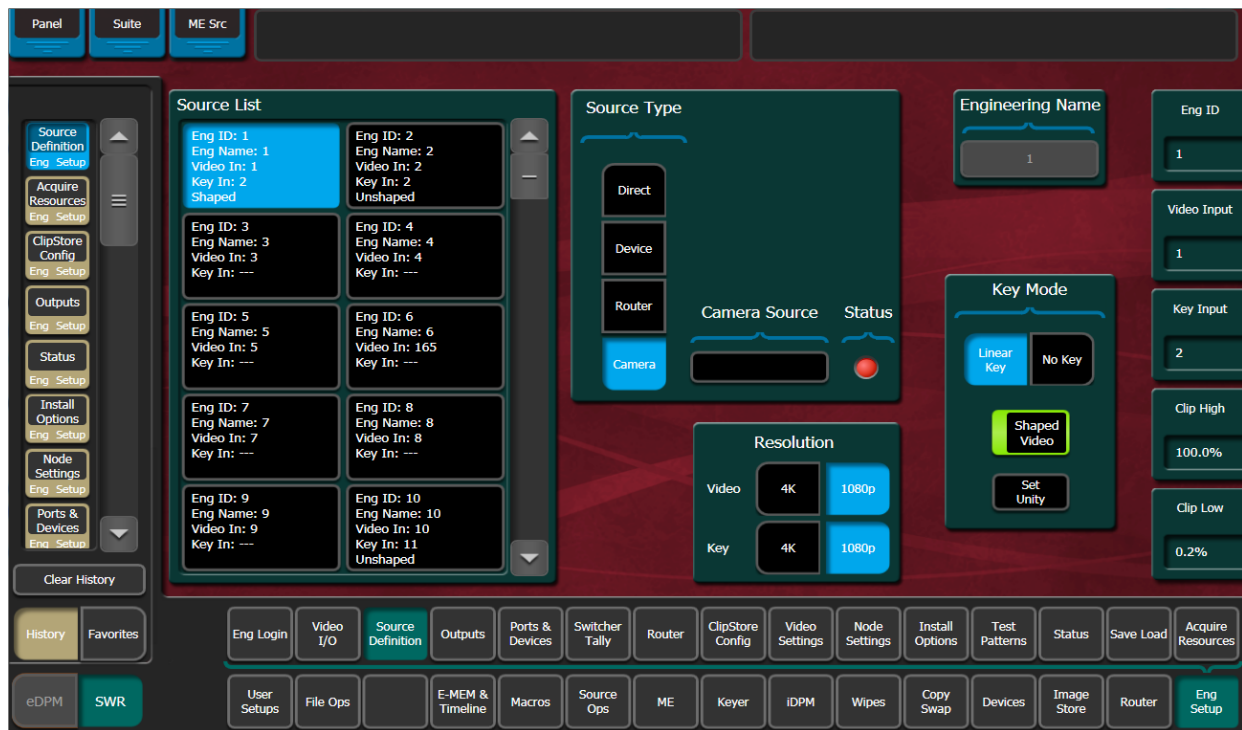 Panel
Suite
ME Src
Source
Definition
Eng Setup
Acquire
Resources
Eng Setup
ClipStore
Config
Eng Setup
Outputs
Eng Setup
Status
Eng Setup
Install
Options
Eng Setup
Node
Settings
Eng Setup
Ports &
Devices
Eng Setup
Clear History
History
Favorites
eDPM
SWR
Source List
Eng ID: 1
Eng Name: 1
Video In: 1
Key In: 2
Shaped
Eng ID: 2
Eng Name: 2
Video In: 2
Key In: 2
Unshaped
Eng ID: 3
Eng Name: 3
Video In: 3
Key In: ---
Eng ID: 4
Eng Name: 4
Video In: 4
Key In: ---
Eng ID: 5
Eng Name: 5
Video In: 5
Key In: ---
Eng ID: 6
Eng Name: 6
Video In: 165
Key In: ---
Eng ID: 7
Eng Name: 7
Video In: 7
Key In: ---
Eng ID: 8
Eng Name: 8
Video In: 8
Key In: ---
Eng ID: 9
Eng Name: 9
Video In: 9
Key In: ---
Eng ID: 10
Eng Name: 10
Video In: 10
Key In: 11
Unshaped
Source Type
Direct
Device
Router
Camera
Camera Source
Status
Resolution
Video
4K
1080p
Key
4K
1080p
Engineering Name
1
Key Mode
Linear
Key
No Key
Shaped
Video
Set
Unity
Eng ID
1
Video Input
1
Key Input
2
Clip High
100.0%
Clip Low
0.2%
Eng Login
Video
I/O
Source
Definition
Outputs
Ports &
Devices
Switcher
Tally
Router
ClipStore
Config
Video
Settings
Node
Settings
Install
Options
Test
Patterns
Status
Save Load
Acquire
Resources
User
Setups
File Ops
E-MEM &
Timeline
Macros
Source
Ops
ME
Keyer
iDPM
Wipes
Copy
Swap
Devices
Image
Store
Router
Eng
Setup